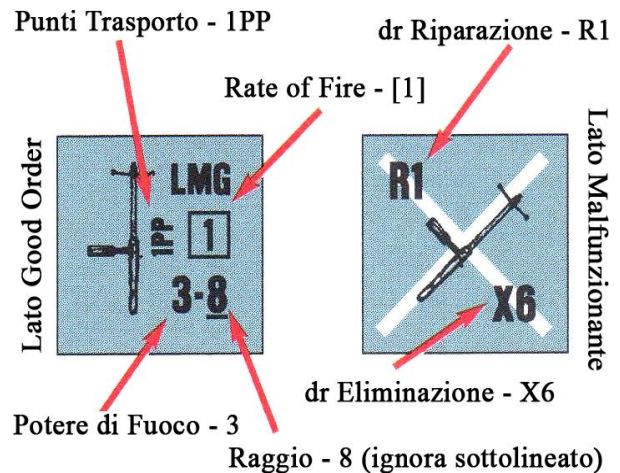 Punti Trasporto - 1PP
dr Riparazione - R1
Rate of Fire - [1]
Lato Good Order
LMG
1PP
1
3-8
R1
X6
Lato Malfunzionante
dr Eliminazione - X6
Potere di Fuoco - 3
Raggio - 8 (ignora sottolineato)